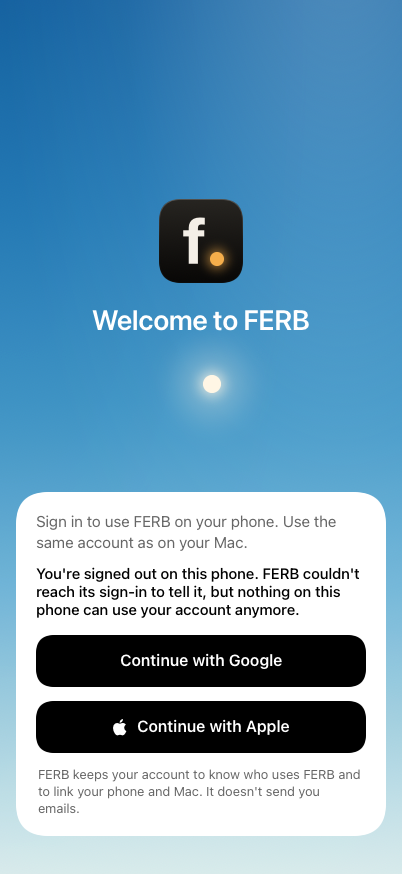 f.
Welcome to FERB
Sign in to use FERB on your phone. Use the
same account as on your Mac.
You're signed out on this phone. FERB couldn't
reach its sign-in to tell it, but nothing on this
phone can use your account anymore.
Continue with Google
Continue with Apple
FERB keeps your account to know who uses FERB and
to link your phone and Mac. It doesn't send you
emails.